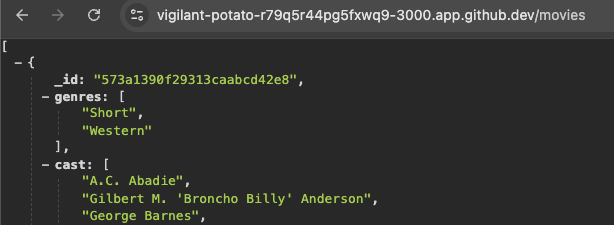 vigilant-potato-r79q5r44pg5fxwq9-3000.app.github.dev/movies
[
− {
_id: "573a1390f29313caabcd42e8",
− genres: [
"Short",
"Western"
],
− cast: [
"A.C. Abadie",
"Gilbert M. 'Broncho Billy' Anderson",
"George Barnes",